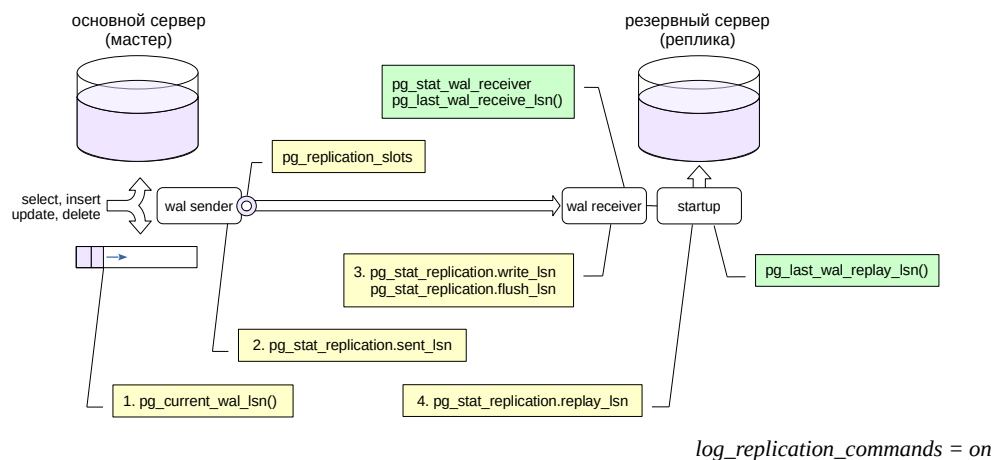 основной сервер
(мастер)
резервный сервер
(реплика)
pg_stat_wal_receiver
pg_last_wal_receive_lsn()
pg_replication_slots
select, insert
update, delete
wal sender
wal receiver
startup
3. pg_stat_replication.write_lsn
pg_stat_replication.flush_lsn
pg_last_wal_replay_lsn()
2. pg_stat_replication.sent_lsn
1. pg_current_wal_lsn()
4. pg_stat_replication.replay_lsn
log_replication_commands = on